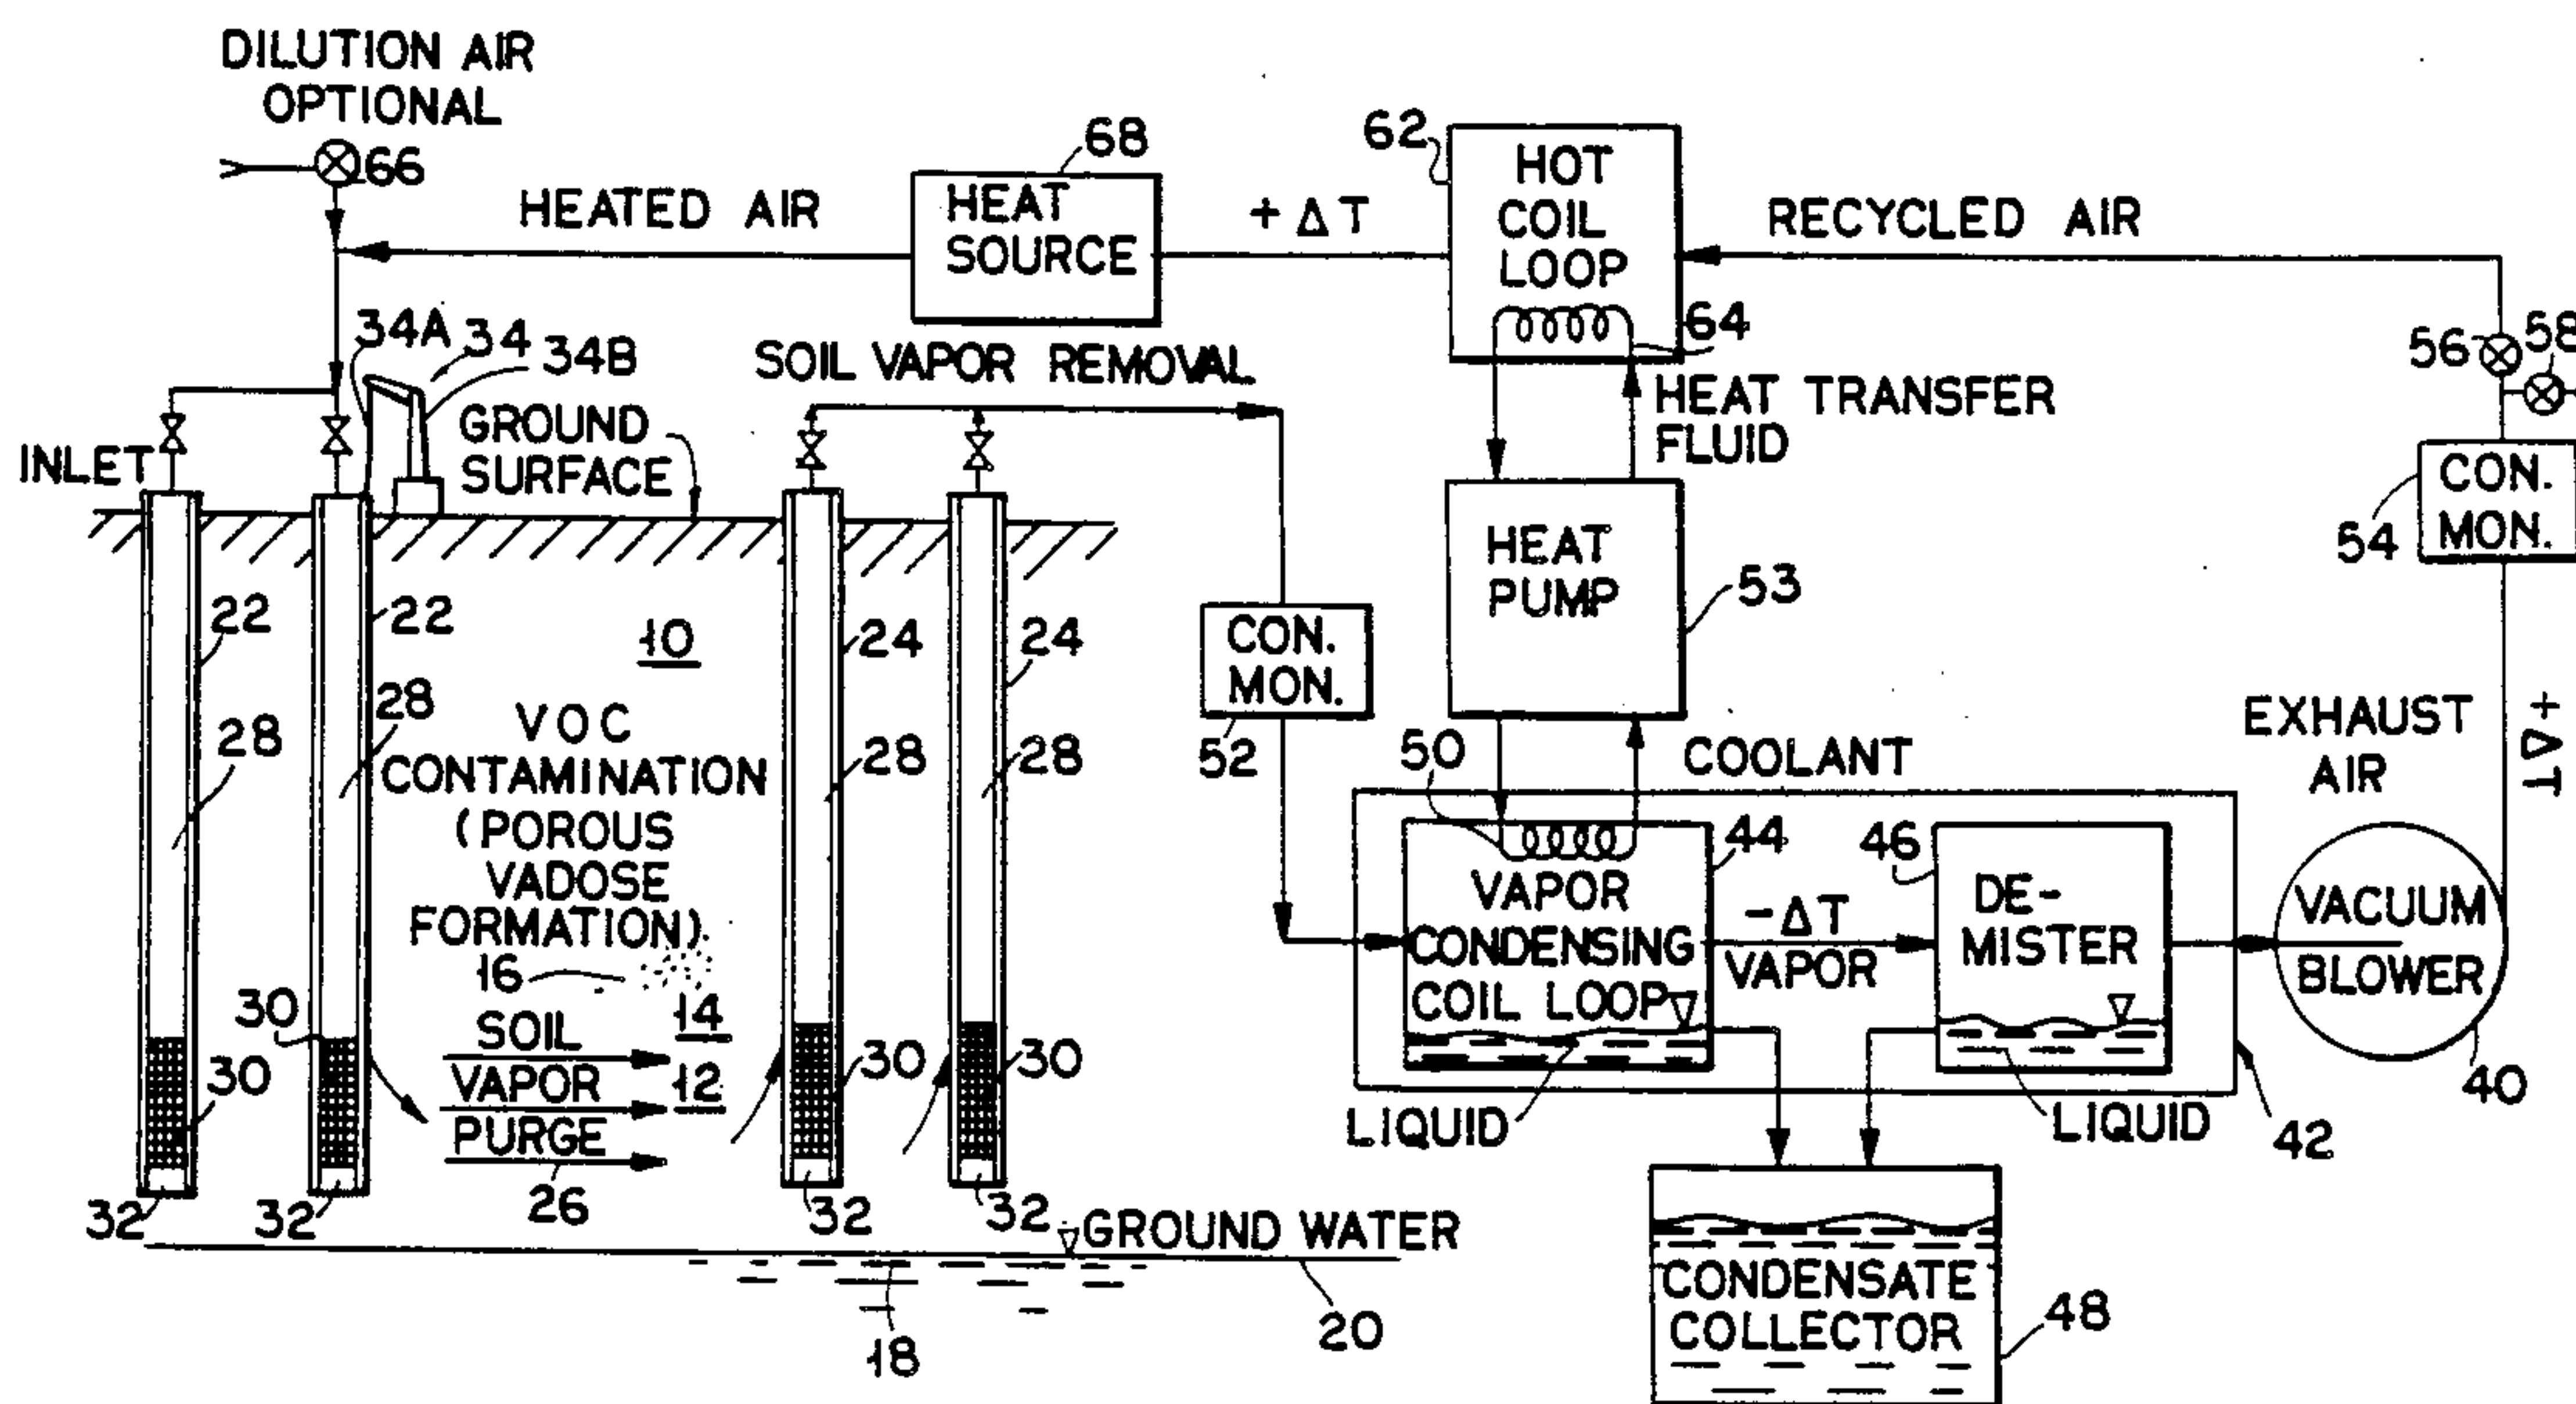 DILUTION AIR
OPTIONAL
66
HEATED AIR
68
HEAT
SOURCE
+ Δ T
62
HOT
COIL
LOOP
64
RECYCLED AIR
56
58
34A
34
34B
SOIL VAPOR REMOVAL
HEAT TRANSFER
FLUID
INLET
GROUND
SURFACE
CON.
MON.
54
HEAT
PUMP
53
22
22
10
24
24
CON.
MON.
52
28
28
28
28
VOC
CONTAMINATION
(POROUS
VADOSE
FORMATION)
16
14
SOIL
VAPOR
12
PURGE
26
30
30
30
30
32
32
32
32
GROUND WATER
18
20
50
COOLANT
44
VAPOR
CONDENSING
COIL LOOP
-ΔT
VAPOR
46
DE-
MISTER
EXHAUST
AIR
+ΔT
VACUUM
BLOWER
40
LIQUID
LIQUID
42
CONDENSATE
COLLECTOR
48